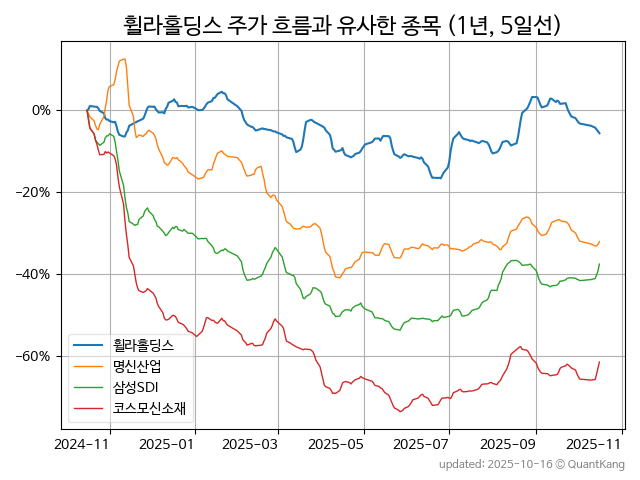 휠라홀딩스 주가 흐름과 유사한 종목 (1년, 5일선)
0%
−20%
−40%
−60%
휠라홀딩스
명신산업
삼성SDI
코스모신소재
2024-11
2025-01
2025-03
2025-05
2025-07
2025-09
2025-11
updated: 2025-10-16 © QuantKang